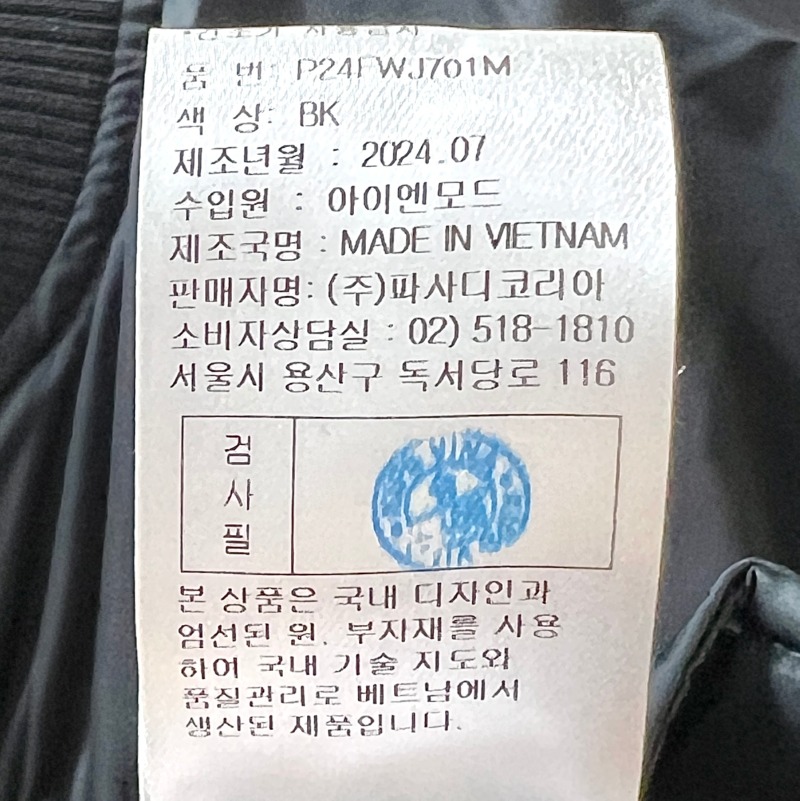 품 번: P24FWJ701M
색 상: BK
제조년월 : 2024.07
수입원 : 아이엔모드
제조국명 : MADE IN VIETNAM
판매자명: (주)파사디코리아
소비자상담실 : 02) 518-1810
서울시 용산구 독서당로 116
검
사
필
본 상품은 국내 디자인과
엄선된 원, 부자재를 사용
하여 국내 기술 지도와
품질관리로 베트남에서
생산된 제품입니다.